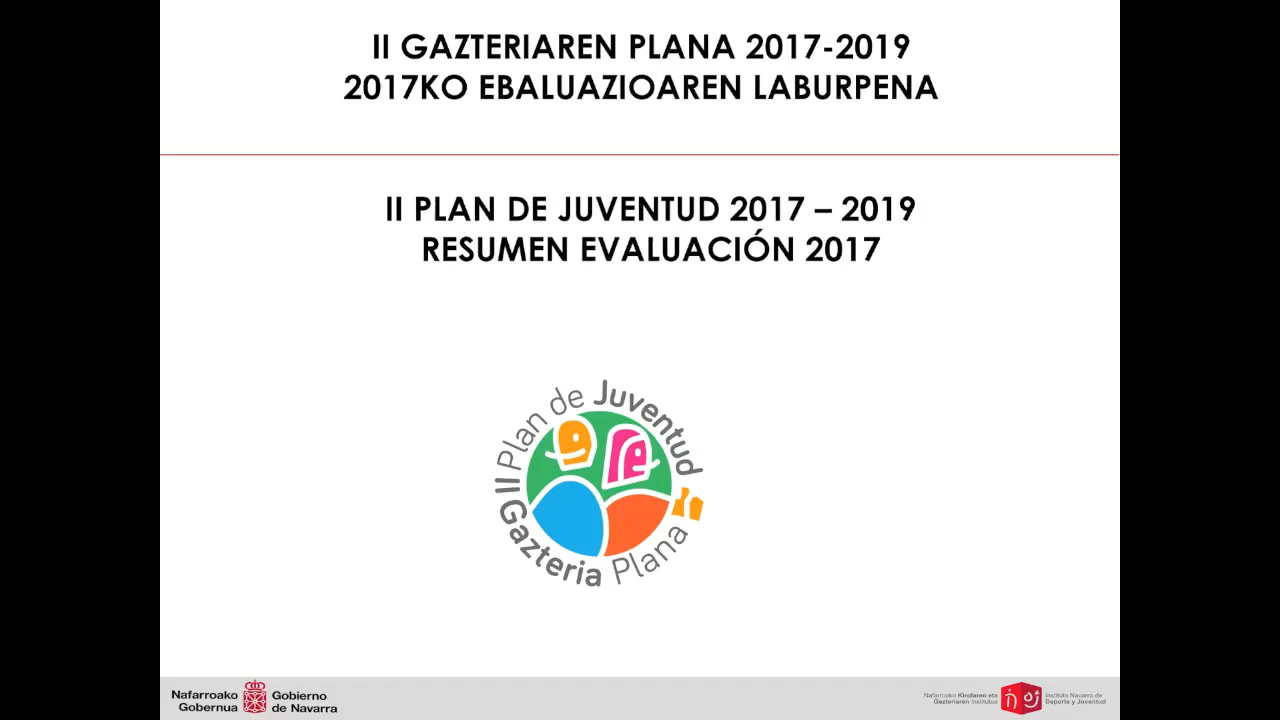 II GAZTERIAREN PLANA 2017-2019
2017KO EBALUAZIOAREN LABURPENA
II PLAN DE JUVENTUD 2017 – 2019
RESUMEN EVALUACIÓN 2017
II Plan de Juventud
Gazteria Plana
Nafarroako
Gobernua
Gobierno
de Navarra
Nafarroako Kirolaren eta
Gazteriaren Institutua
Instituto Navarro de
Deporte y Juventud